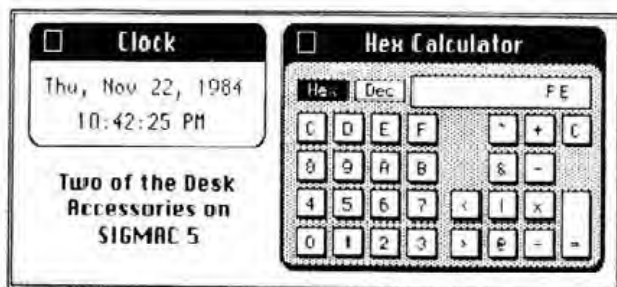 Clock
Thu, Nov 22, 1984
10:42:25 PM
Two of the Desk
Accessories on
SIGMAC 5
Hex Calculator
Hex Dec FE
C D E F ^ + C
8 9 A B & -
4 5 6 7 < | x
0 1 2 3 > @ ÷ =